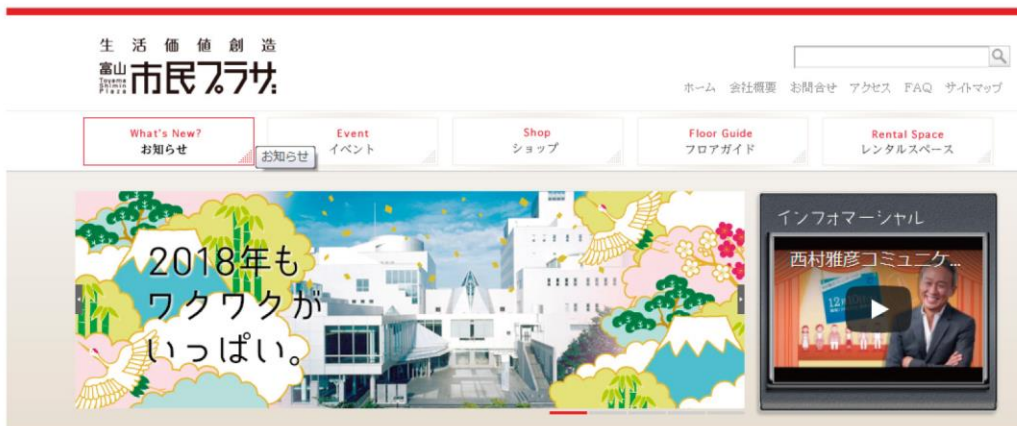 生活価値創造
富山
Toyama
Shimin
Plaza
市民プラザ
ホーム 会社概要 お問合せ アクセス FAQ サイトマップ
What's New?
お知らせ
お知らせ
Event
イベント
Shop
ショップ
Floor Guide
フロアガイド
Rental Space
レンタルスペース
2018年も
ワクワクが
いっぱい。
インフォマーシャル
西村雅彦コミュニケ...